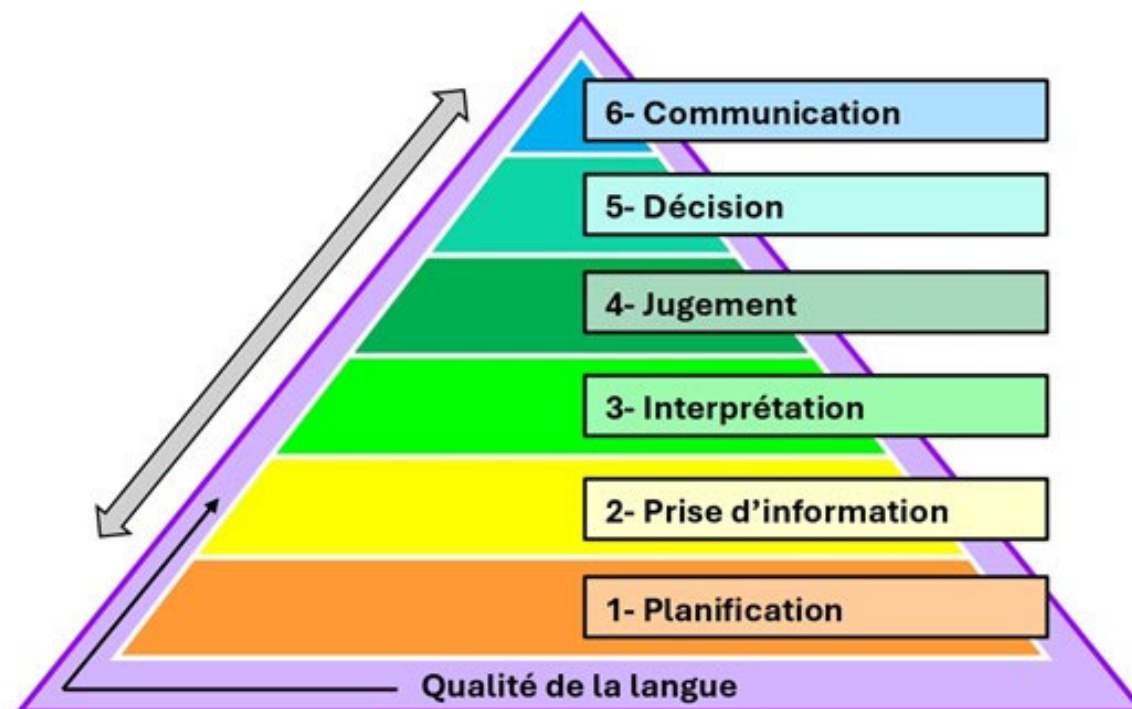 6- Communication
5- Décision
4- Jugement
3- Interprétation
2- Prise d’information
1- Planification
Qualité de la langue